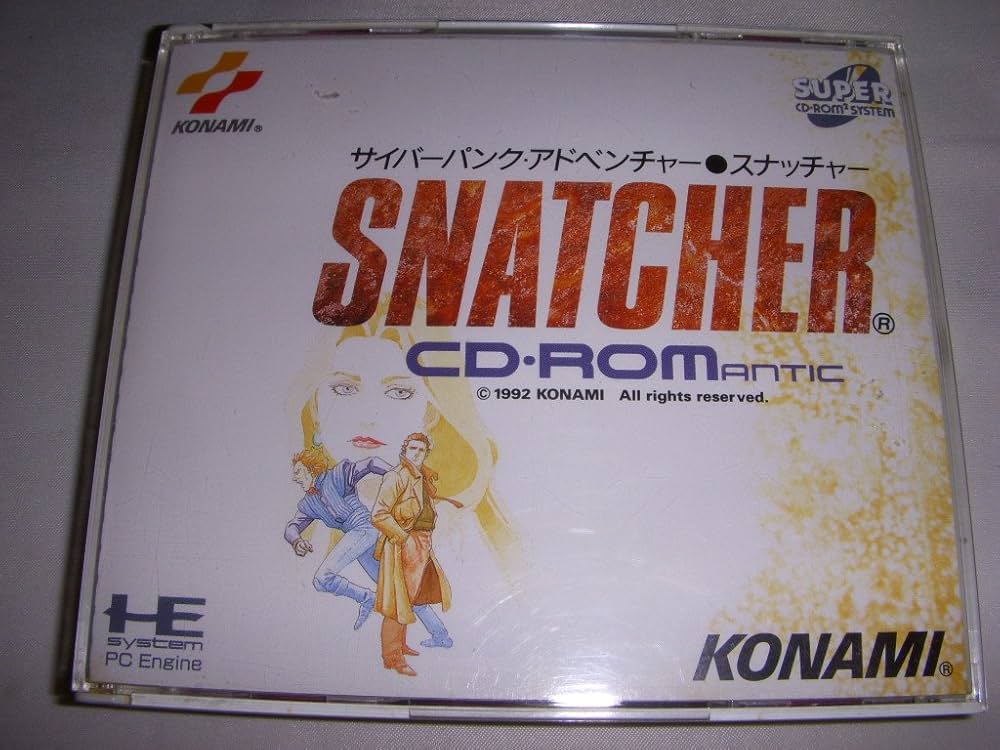 KONAMI®
SUPER
CD-ROM² SYSTEM
サイバーパンク・アドベンチャー●スナッチャー
SNATCHER®
CD・ROMANTIC
© 1992 KONAMI All rights reserved.
HE
system
PC Engine
KONAMI®